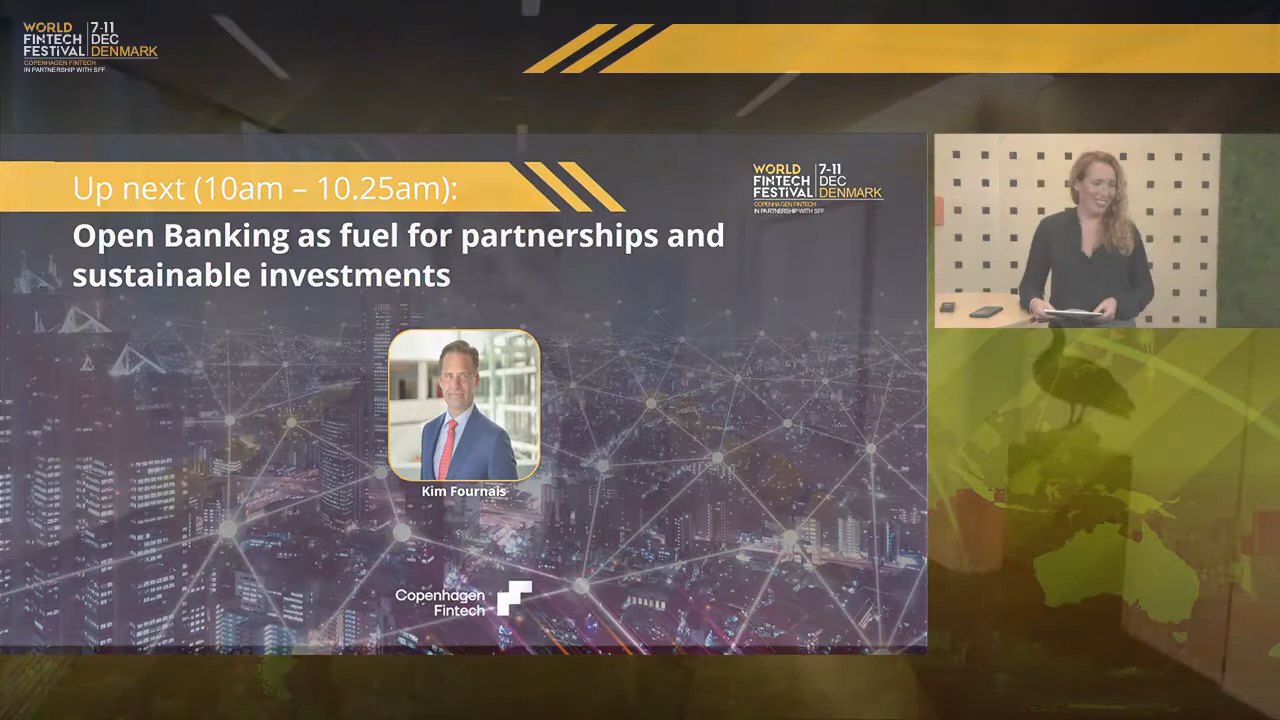 WORLD
FINTECH
FESTIVAL
7-11
DEC
DENMARK
COPENHAGEN FINTECH
IN PARTNERSHIP WITH SFF
Up next (10am – 10.25am):
Open Banking as fuel for partnerships and
sustainable investments
WORLD
FINTECH
FESTIVAL
7-11
DEC
DENMARK
COPENHAGEN FINTECH
IN PARTNERSHIP WITH SFF
Kim Fournais
Copenhagen
Fintech